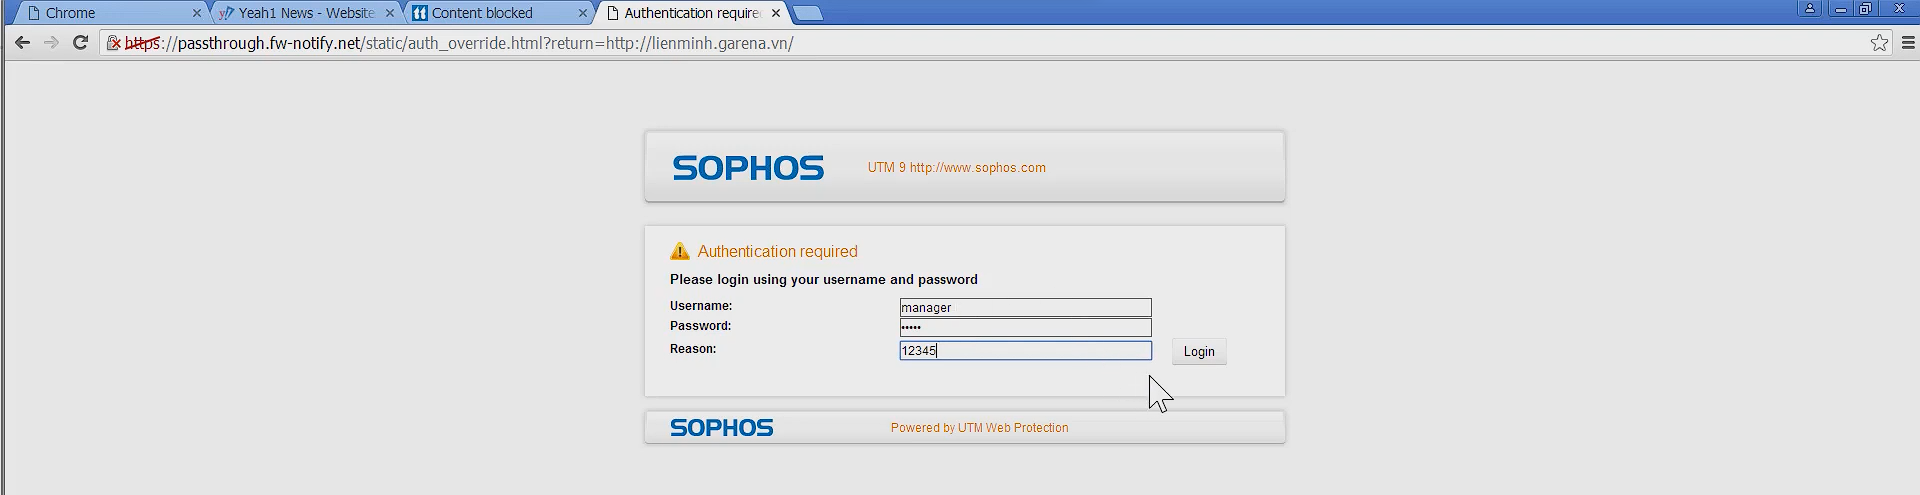 Chrome
Yeah1 News - Website
Content blocked
Authentication require
https://passthrough.fw-notify.net/static/auth_override.html?return=http://lienminh.garena.vn/
SOPHOS
UTM 9 http://www.sophos.com
Authentication required
Please login using your username and password
Username:
manager
Password:
•••••
Reason:
12345
Login
SOPHOS
Powered by UTM Web Protection